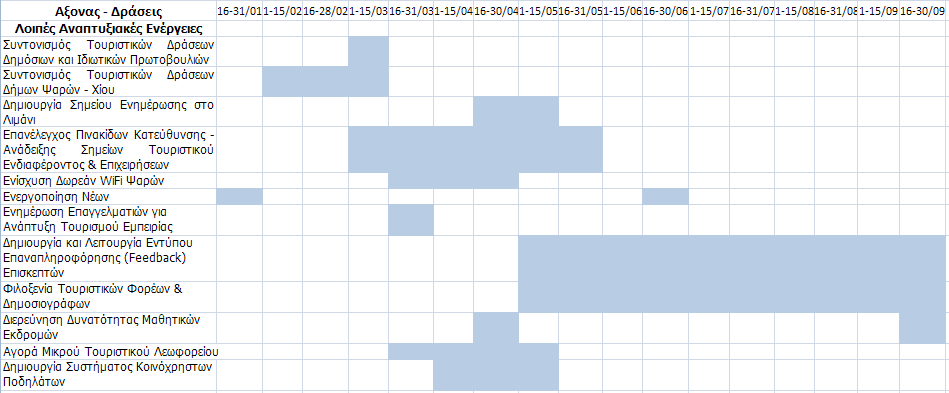 Αξονας - Δράσεις 16-31/01 1-15/02 16-28/02 1-15/03 16-31/03 1-15/04 16-30/04 1-15/05 16-31/05 1-15/06 16-30/06 1-15/07 16-31/07 1-15/08 16-31/08 1-15/09 16-30/09
Λοιπές Αναπτυξιακές Ενέργειες
Συντονισμός Τουριστικών Δράσεων
Δημόσιων και Ιδιωτικών Πρωτοβουλιών
Συντονισμός Τουριστικών Δράσεων
Δήμων Ψαρών - Χίου
Δημιουργία Σημείου Ενημέρωσης στο
Λιμάνι
Επανέλεγχος Πινακίδων Κατεύθυνσης -
Ανάδειξης Σημείων Τουριστικού
Ενδιαφέροντος & Επιχειρήσεων
Ενίσχυση Δωρεάν WiFi Ψαρών
Ενεργοποίηση Νέων
Ενημέρωση Επαγγελματιών για
Ανάπτυξη Τουρισμού Εμπειρίας
Δημιουργία και Λειτουργία Εντύπου
Επαναπληροφόρησης (Feedback)
Επισκεπτών
Φιλοξενία Τουριστικών Φορέων &
Δημοσιογράφων
Διερεύνηση Δυνατότητας Μαθητικών
Εκδρομών
Αγορά Μικρού Τουριστικού Λεωφορείου
Δημιουργία Συστήματος Κοινόχρηστων
Ποδηλάτων